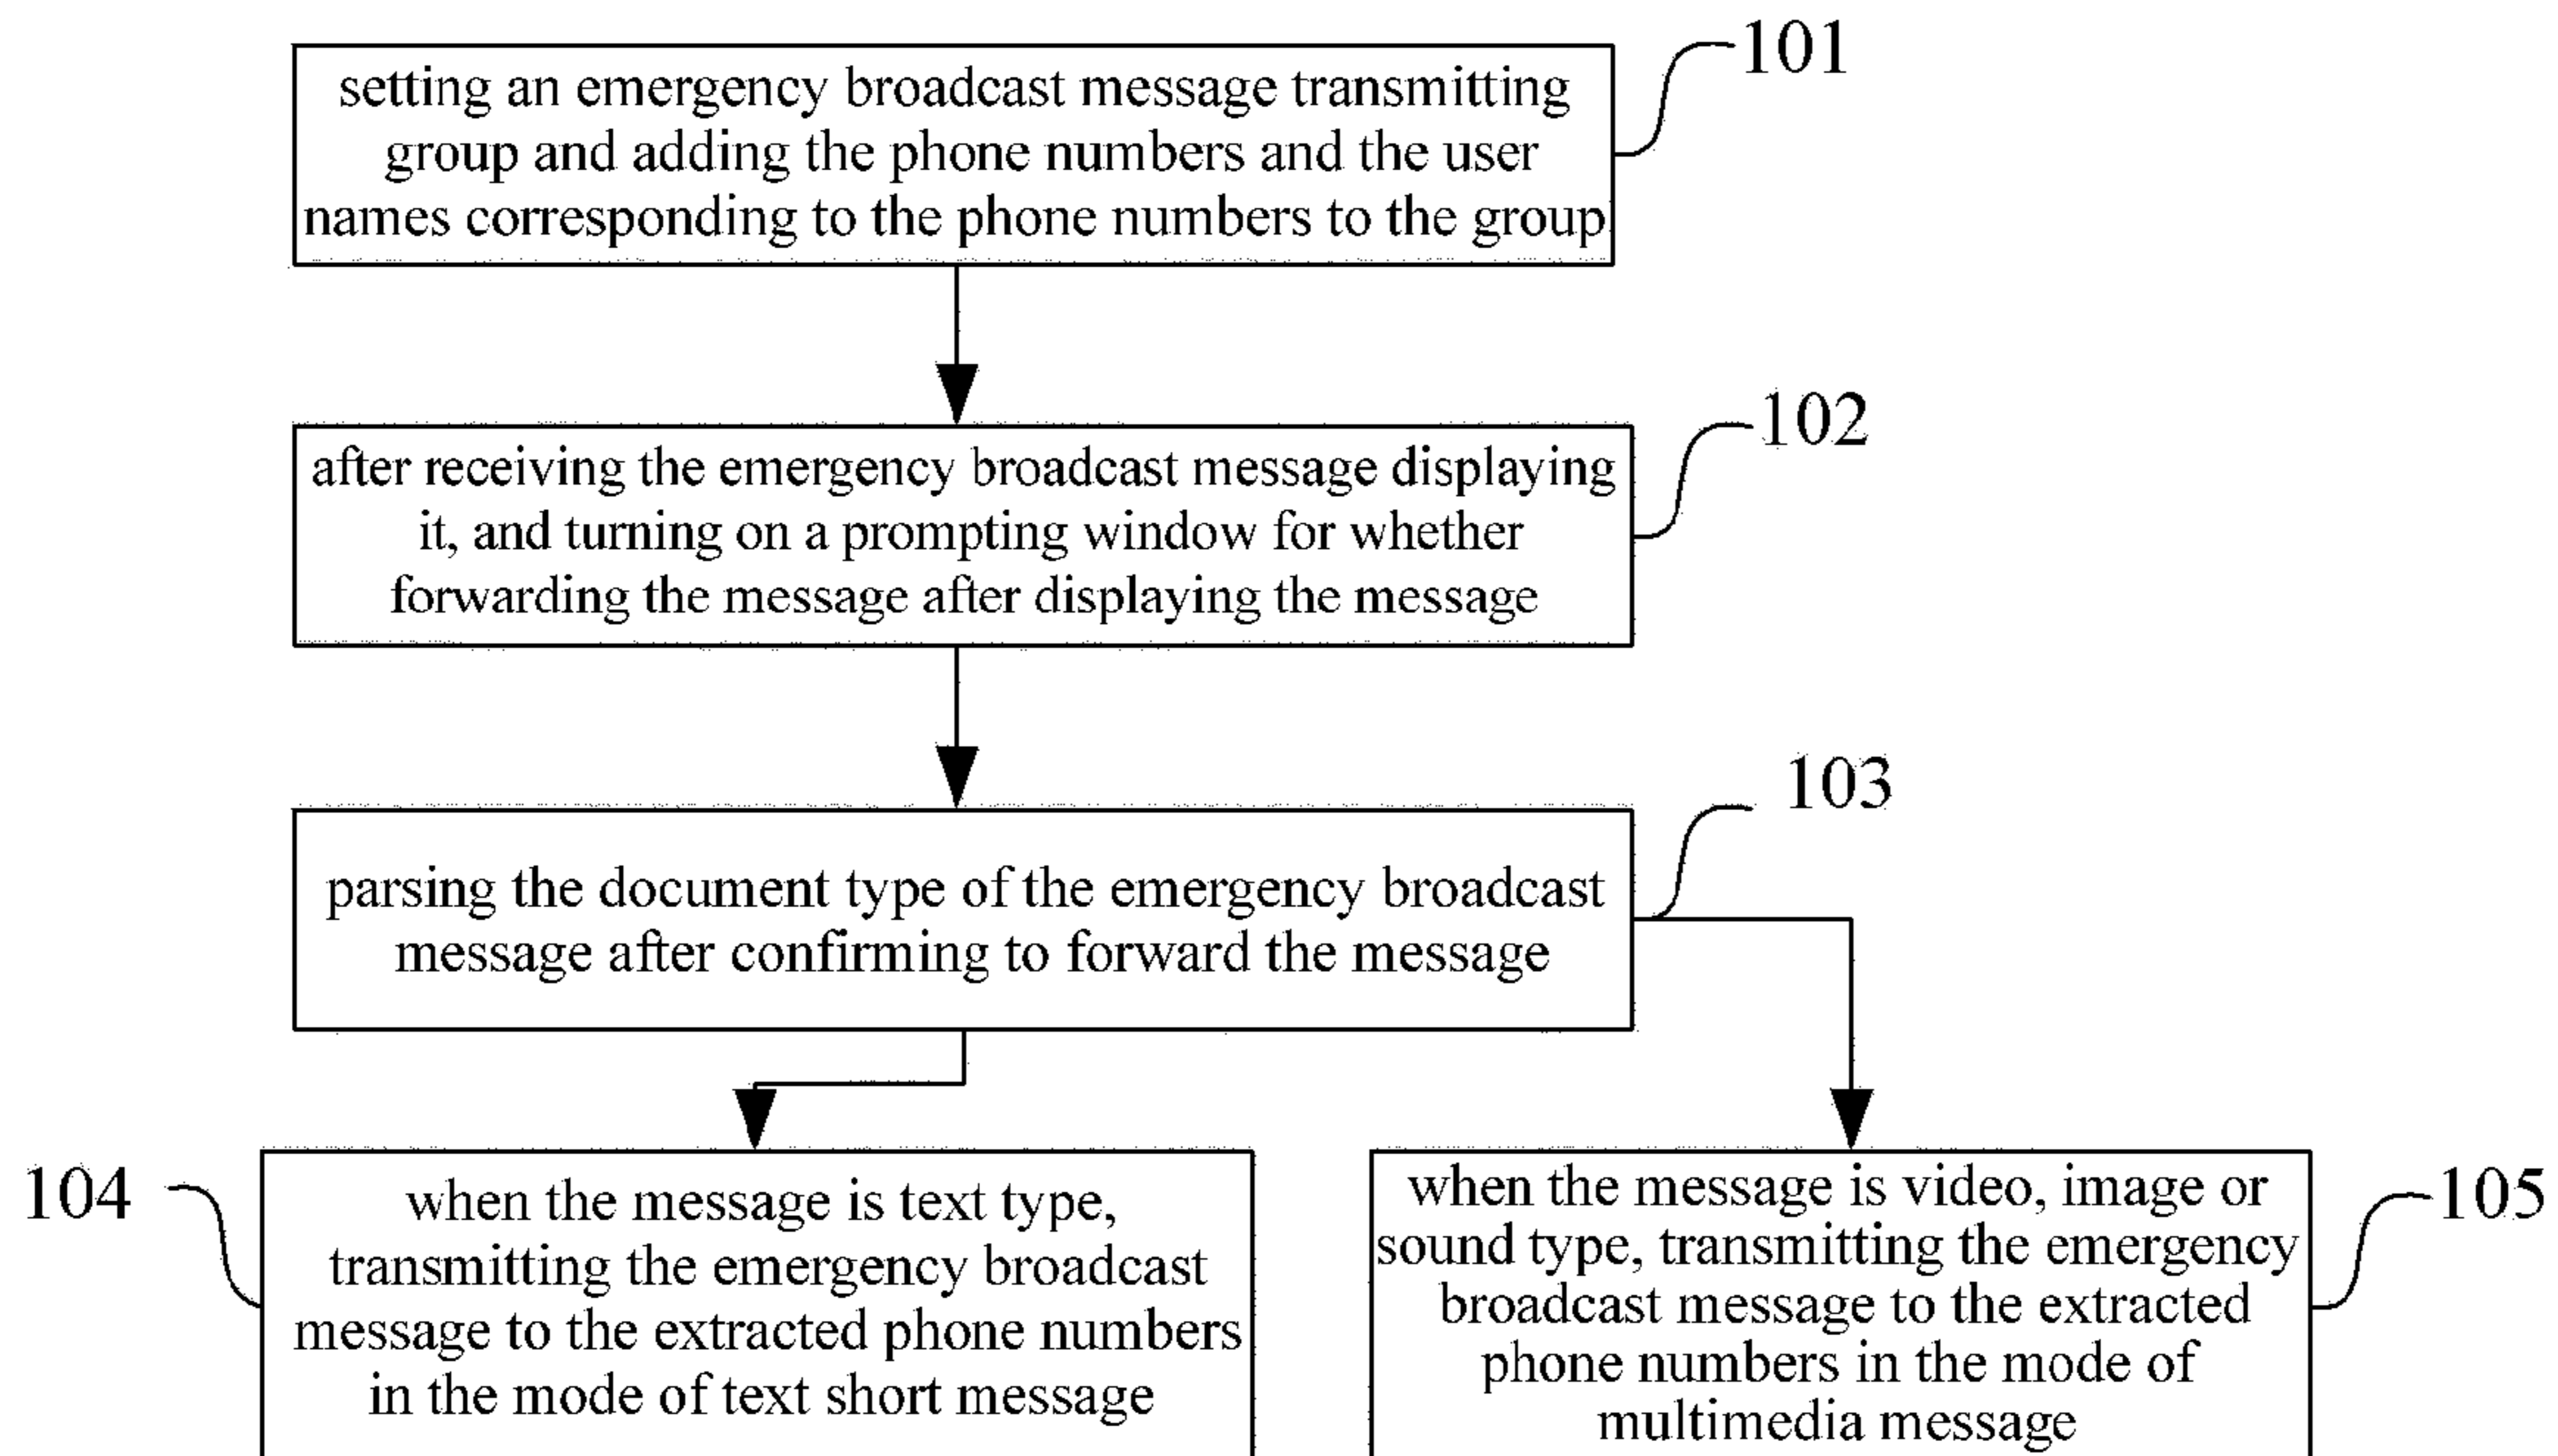 101
setting an emergency broadcast message transmitting
group and adding the phone numbers and the user
names corresponding to the phone numbers to the group
102
after receiving the emergency broadcast message displaying
it, and turning on a prompting window for whether
forwarding the message after displaying the message
103
parsing the document type of the emergency broadcast
message after confirming to forward the message
104
when the message is text type,
transmitting the emergency broadcast
message to the extracted phone numbers
in the mode of text short message
105
when the message is video, image or
sound type, transmitting the emergency
broadcast message to the extracted
phone numbers in the mode of
multimedia message